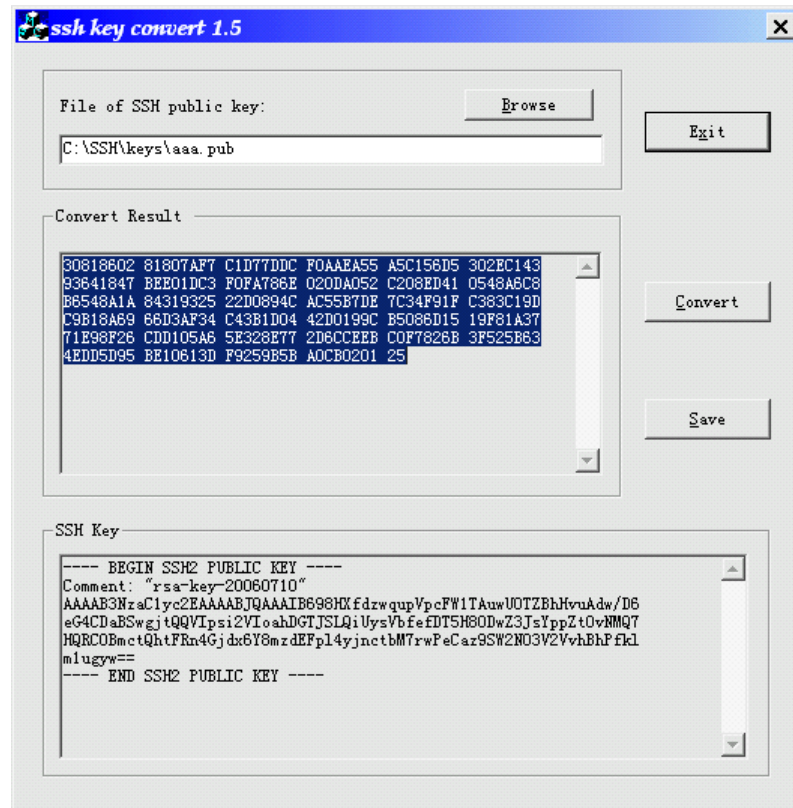 ssh key convert 1.5
File of SSH public key:
Browse
C:\SSH\keys\aaa.pub
Exit
Convert Result
30818602 81807AF7 C1D77DDC F0AAEA55 A5C156D5 302EC143
93641847 BEE01DC3 F0FA786E 020DA052 C208ED41 0548A6C8
B6548A1A 84319325 22D0894C AC55B7DE 7C34F91F C383C19D
C9B18A69 66D3AF34 C43B1D04 42D0199C B5086D15 19F81A37
71E98F26 CDD105A6 5E328E77 2D6CCEEB C0F7826B 3F525B63
4EDD5D95 BE10613D F9259B5B A0CB0201 25
Convert
Save
SSH Key
---- BEGIN SSH2 PUBLIC KEY ----
Comment: "rsa-key-20060710"
AAAAB3NzaC1yc2EAAAABJQAAAIB698HXfdzwqupVpcFW1TAuwUOTZBhHvuAdw/D6
eG4CDaBSwgjtQQVIpsi2VIoahDGTJSLQiUysVbfefDT5H8ODwZ3JsYppZtOvNMQ7
HQRC0BmctQhtFRn4Gjdx6Y8mzdEFpl4yjnctbM7rwPeCaz9SW2NO3V2VvhBhPfkl
m1ugyw==
---- END SSH2 PUBLIC KEY ----